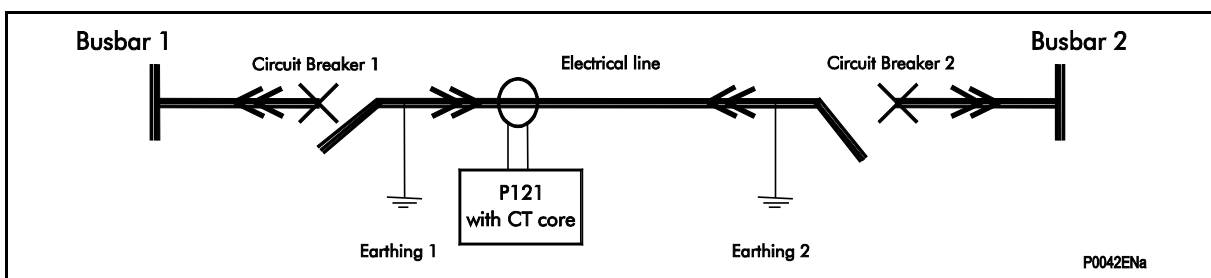 Busbar 1
Busbar 2
Circuit Breaker 1
Electrical line
Circuit Breaker 2
P121
with CT core
Earthing 1
Earthing 2
P0042ENa